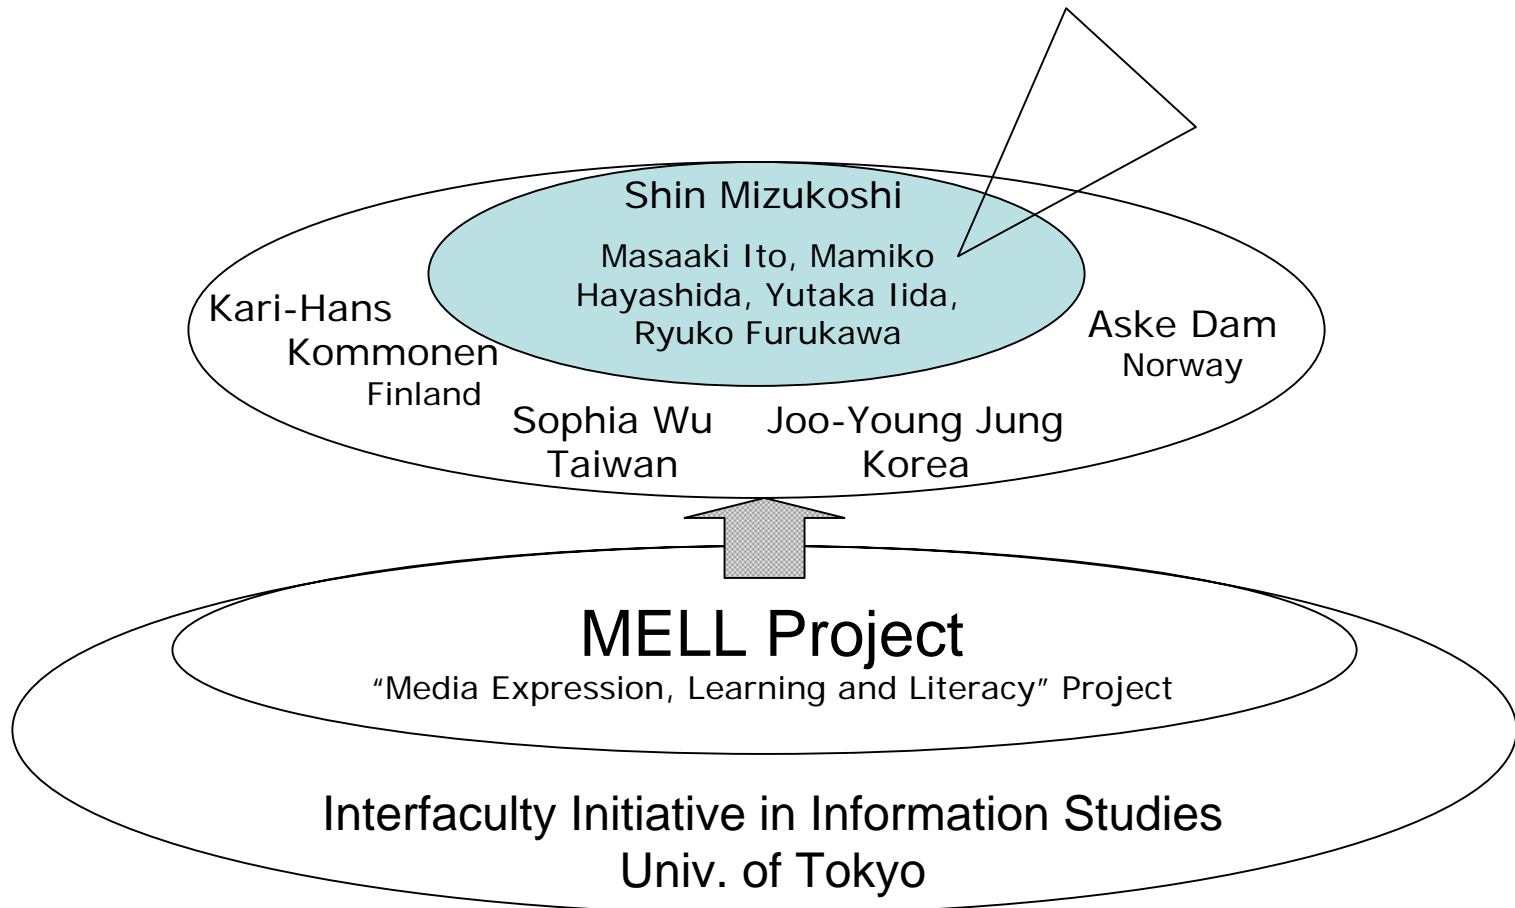 Shin Mizukoshi
Masaaki Ito, Mamiko
Hayashida, Yutaka Iida,
Ryuko Furukawa
Kari-Hans
Kommonen
Finland
Aske Dam
Norway
Sophia Wu
Taiwan
Joo-Young Jung
Korea
MELL Project
“Media Expression, Learning and Literacy” Project
Interfaculty Initiative in Information Studies
Univ. of Tokyo